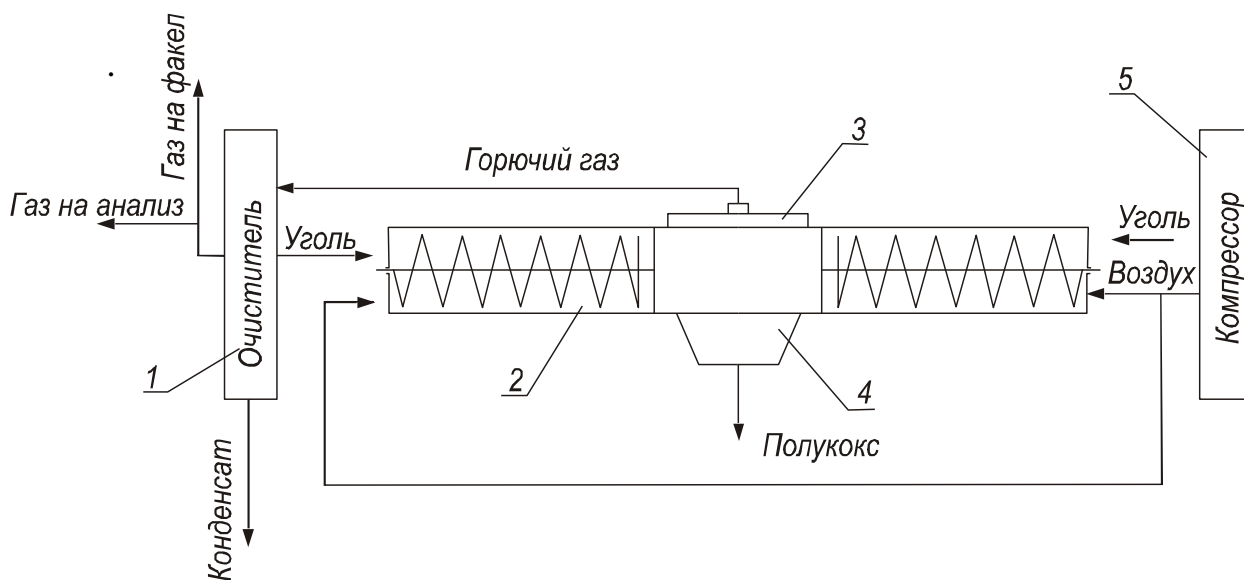 Газ на факел
5
3
Горючий газ
Газ на анализ
Уголь
Уголь
Воздух
Очиститель
Компрессор
1
2
4
Полукокс
Конденсат